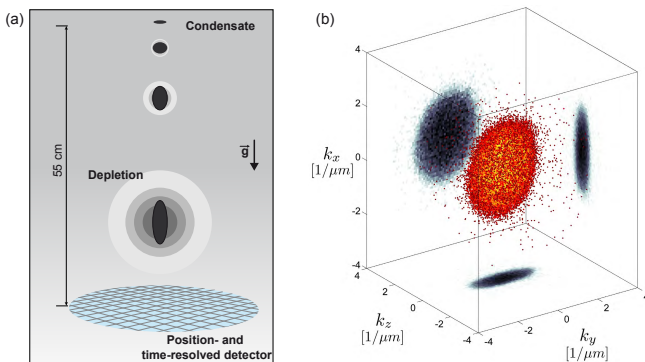 (a)
Condensate
55 cm
g
Depletion
Position- and
time-resolved detector
(b)
4
2
0
-2
-4
k_x
[1/μm]
4
2
0
-2
-4
k_z
[1/μm]
-4
-2
0
2
4
k_y
[1/μm]